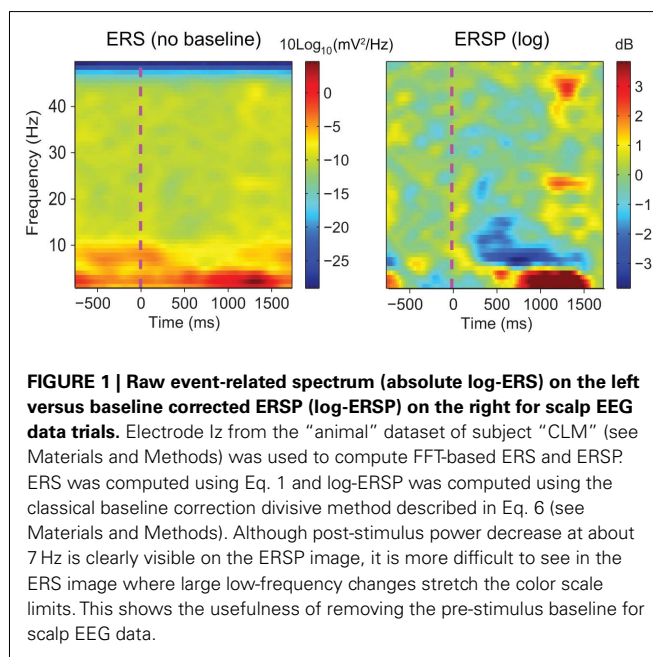 ERS (no baseline)
10Log₁₀(mV²/Hz)
ERSP (log)
dB
Frequency (Hz)
40
30
20
10
−500 0 500 1000 1500
Time (ms)
0
−5
−10
−15
−20
−25
−500 0 500 1000 1500
Time (ms)
3
2
1
0
−1
−2
−3
FIGURE 1 | Raw event-related spectrum (absolute log-ERS) on the left
versus baseline corrected ERSP (log-ERSP) on the right for scalp EEG
data trials. Electrode Iz from the “animal” dataset of subject “CLM” (see
Materials and Methods) was used to compute FFT-based ERS and ERSP.
ERS was computed using Eq. 1 and log-ERSP was computed using the
classical baseline correction divisive method described in Eq. 6 (see
Materials and Methods). Although post-stimulus power decrease at about
7 Hz is clearly visible on the ERSP image, it is more difficult to see in the
ERS image where large low-frequency changes stretch the color scale
limits. This shows the usefulness of removing the pre-stimulus baseline for
scalp EEG data.